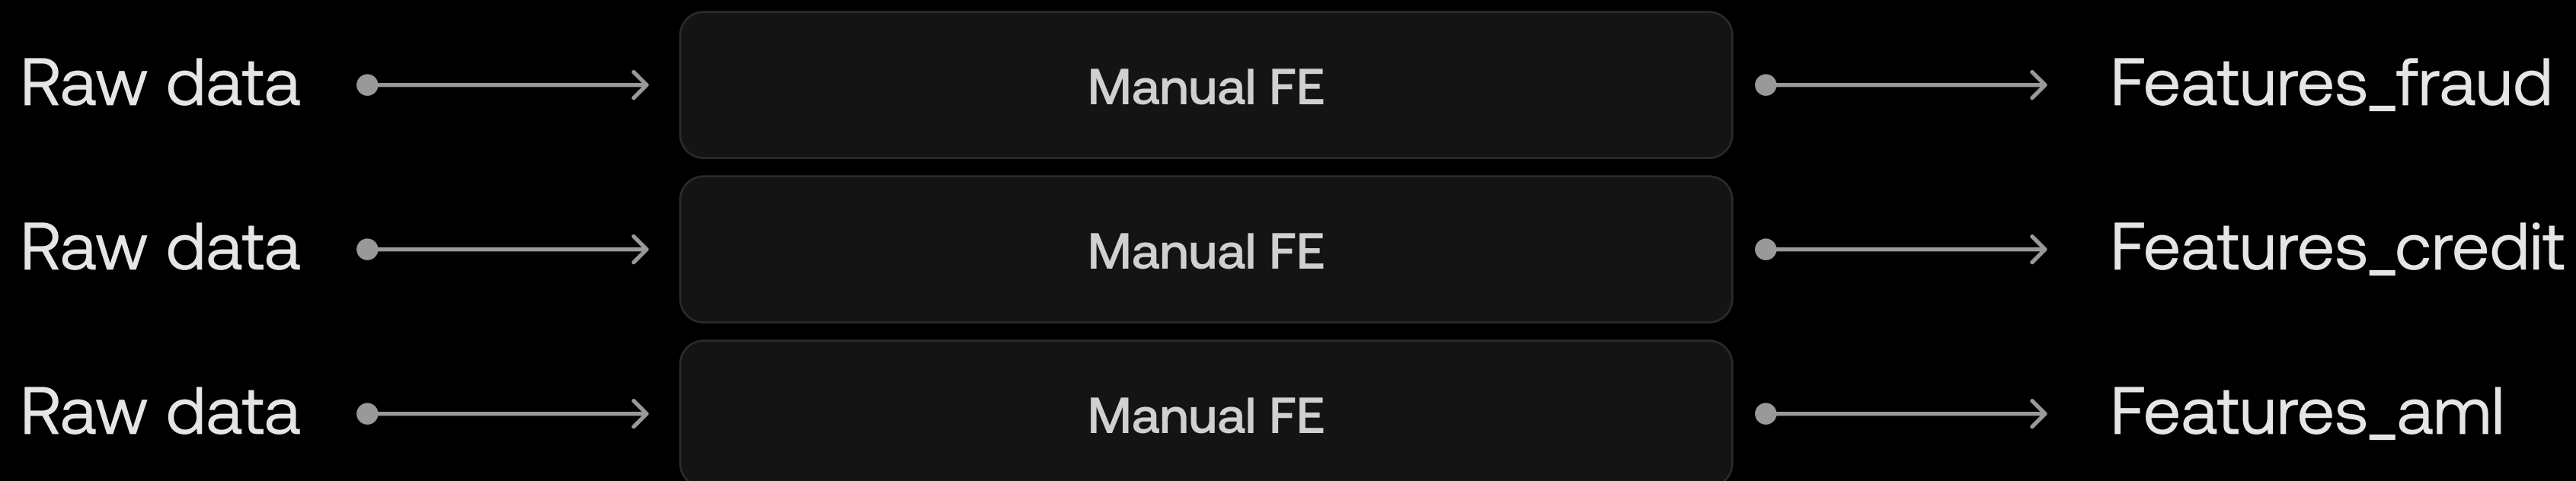 Raw data Manual FE Features_fraud
Raw data Manual FE Features_credit
Raw data Manual FE Features_aml